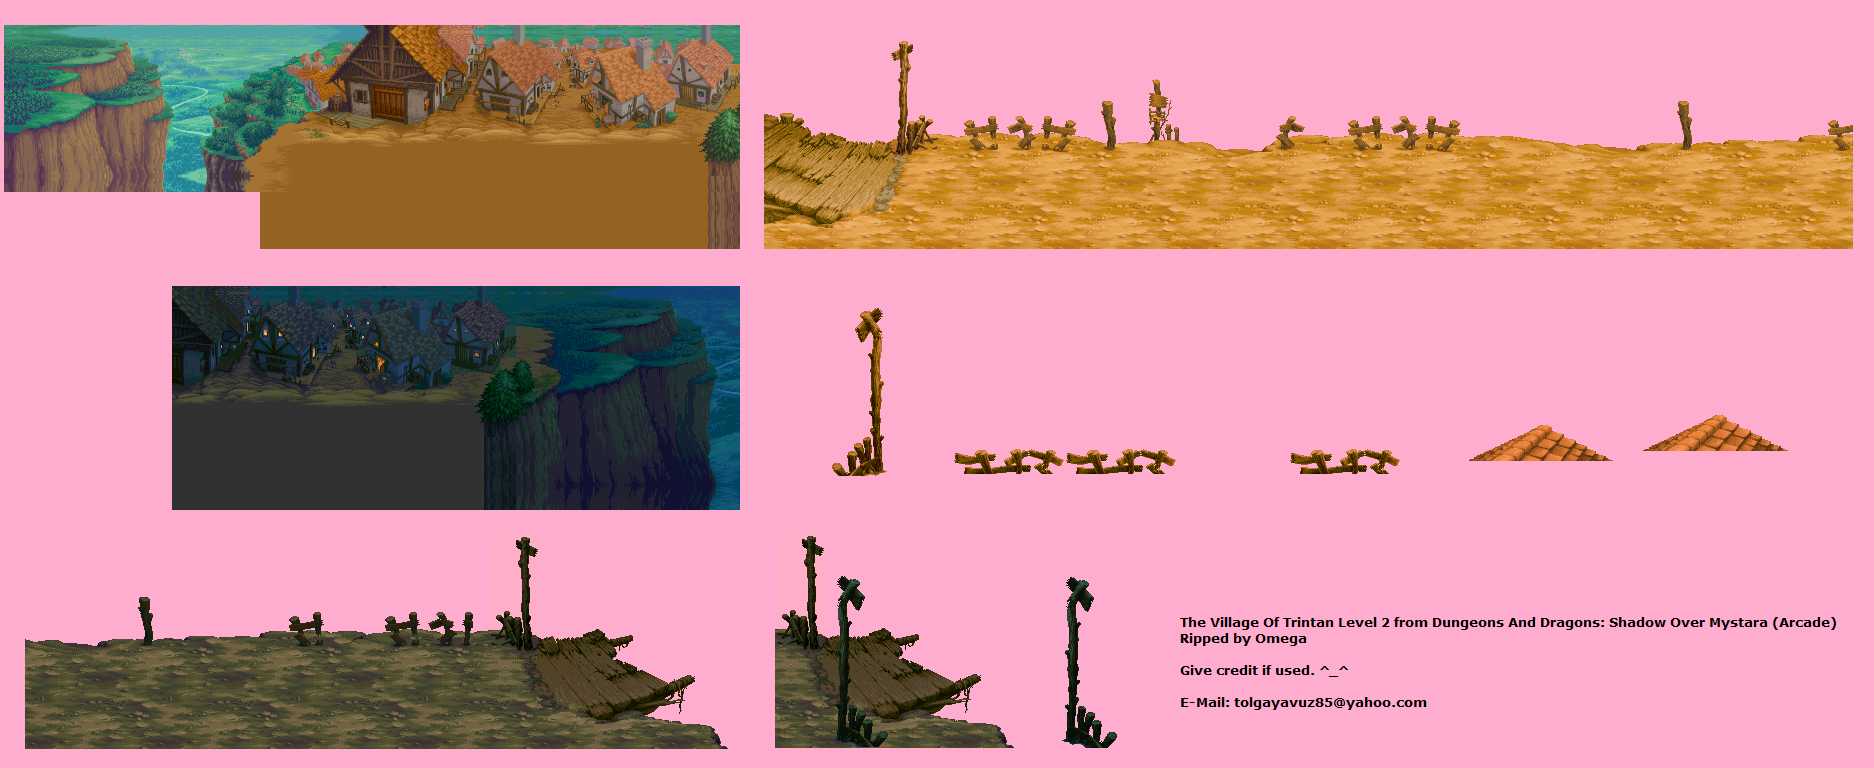 The Village Of Trintan Level 2 from Dungeons And Dragons: Shadow Over Mystara (Arcade)
Ripped by Omega
Give credit if used. ^_^
E-Mail: tolgayavuz85@yahoo.com